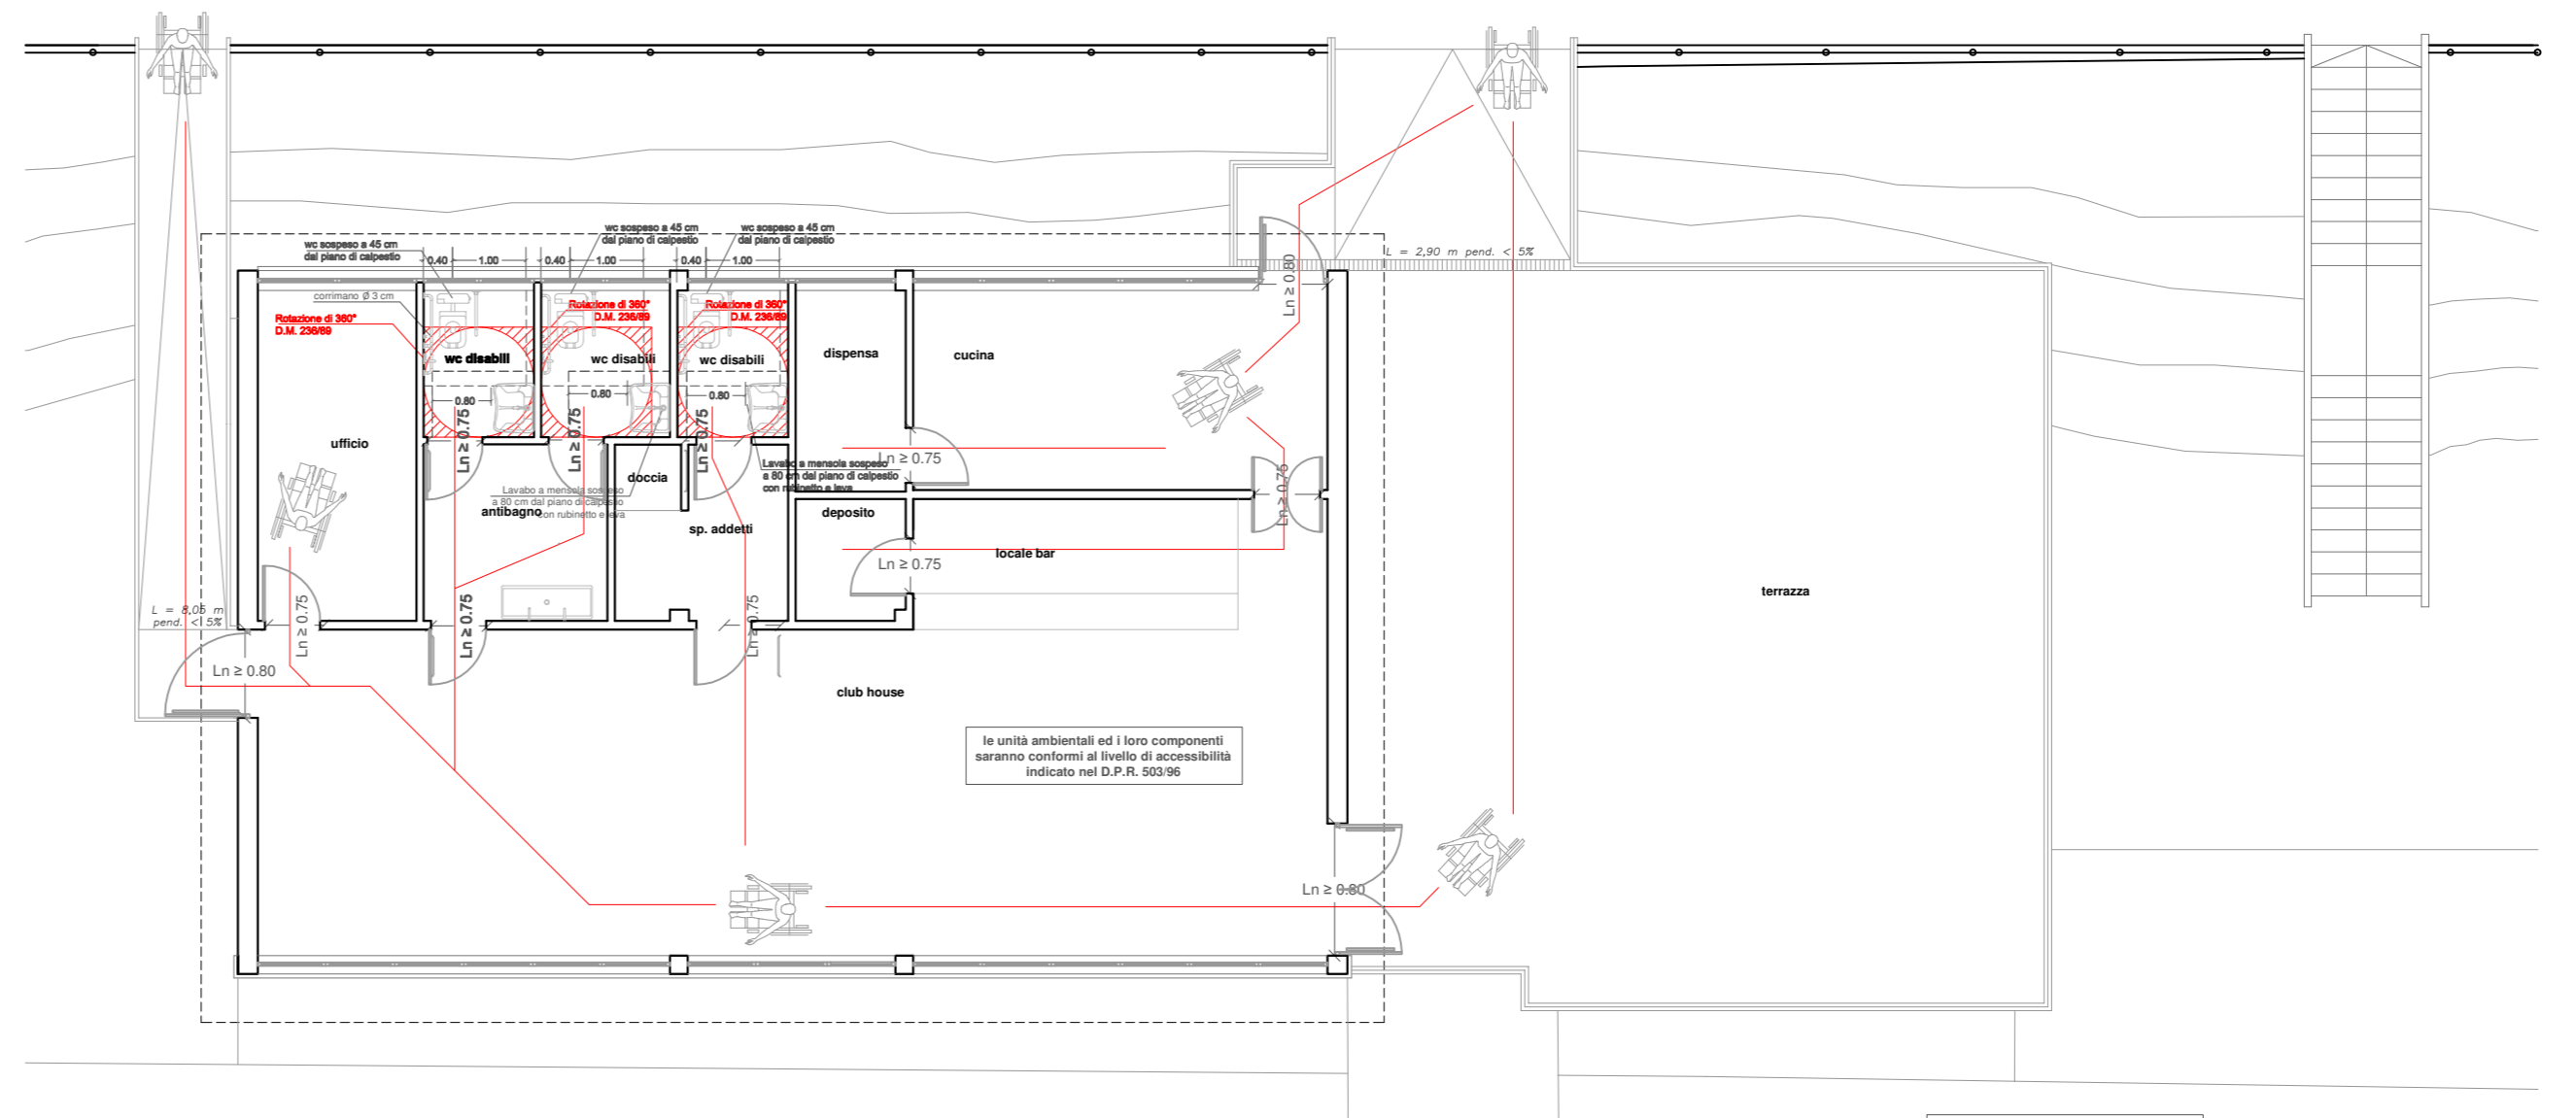 wc sospeso a 45 cm
dal piano di calpestio
wc sospeso a 45 cm
dal piano di calpestio
wc sospeso a 45 cm
dal piano di calpestio
0.40
1.00
0.40
1.00
0.40
1.00
L = 2,90 m pend. < 5%
Ln ≥ 0.80
corrimano Ø 3 cm
Rotazione di 360°
D.M. 236/89
Rotazione di 360°
D.M. 236/89
Rotazione di 360°
D.M. 236/89
wc disabili
wc disabili
wc disabili
dispensa
cucina
0.80
0.80
0.80
Ln ≥ 0.75
Ln ≥ 0.75
Ln ≥ 0.75
ufficio
doccia
Lavabo a mensola sospeso
a 80 cm dal piano di calpestio
con rubinetto e leva
Ln ≥ 0.75
Lavabo a mensola sospeso
a 80 cm dal piano di calpestio
con rubinetto e leva
antibagno
sp. addetti
deposito
Ln ≥ 0.75
locale bar
Ln ≥ 0.75
terrazza
L = 8,05 m
pend. < 5%
Ln ≥ 0.75
Ln ≥ 0.75
Ln ≥ 0.75
Ln ≥ 0.80
club house
le unità ambientali ed i loro componenti
saranno conformi al livello di accessibilità
indicato nel D.P.R. 503/96
Ln ≥ 0.80